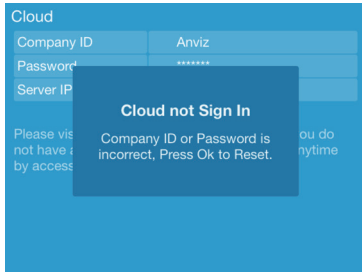 Cloud
Company ID Anviz
Password *******
Server IP
Cloud not Sign In
Company ID or Password is
incorrect, Press Ok to Reset.
Please vis ou do
not have a nytime
by access